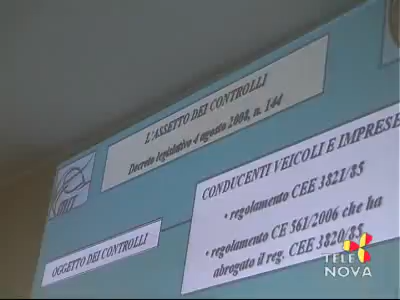 L'ASSETTO DEI CONTROLLI
Decreto legislativo 4 agosto 2008, n. 144
OGGETTO DEI CONTROLLI
CONDUCENTI VEICOLI E IMPRESE
• regolamento CEE 3821/85
• regolamento CE 561/2006 che ha
abrogato il reg. CEE 3820/85
TELE
NOVA